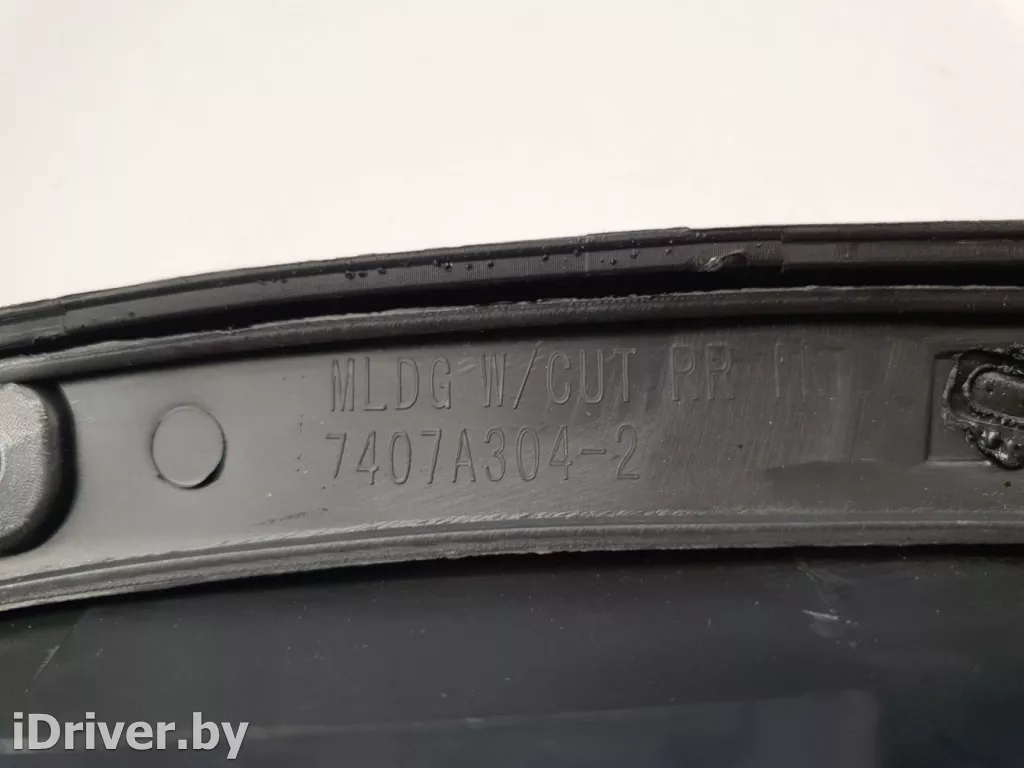 MLDG W/CUT RR
7407A304-2
iDriver.by